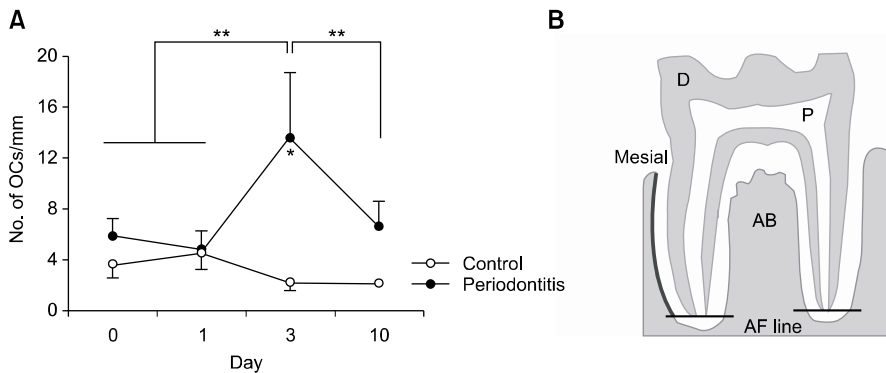 A
No. of OCs/mm
20
16
12
8
4
0
** **
*
0 1 3 10
Day
Control
Periodontitis
B
D
P
Mesial
AB
AF line